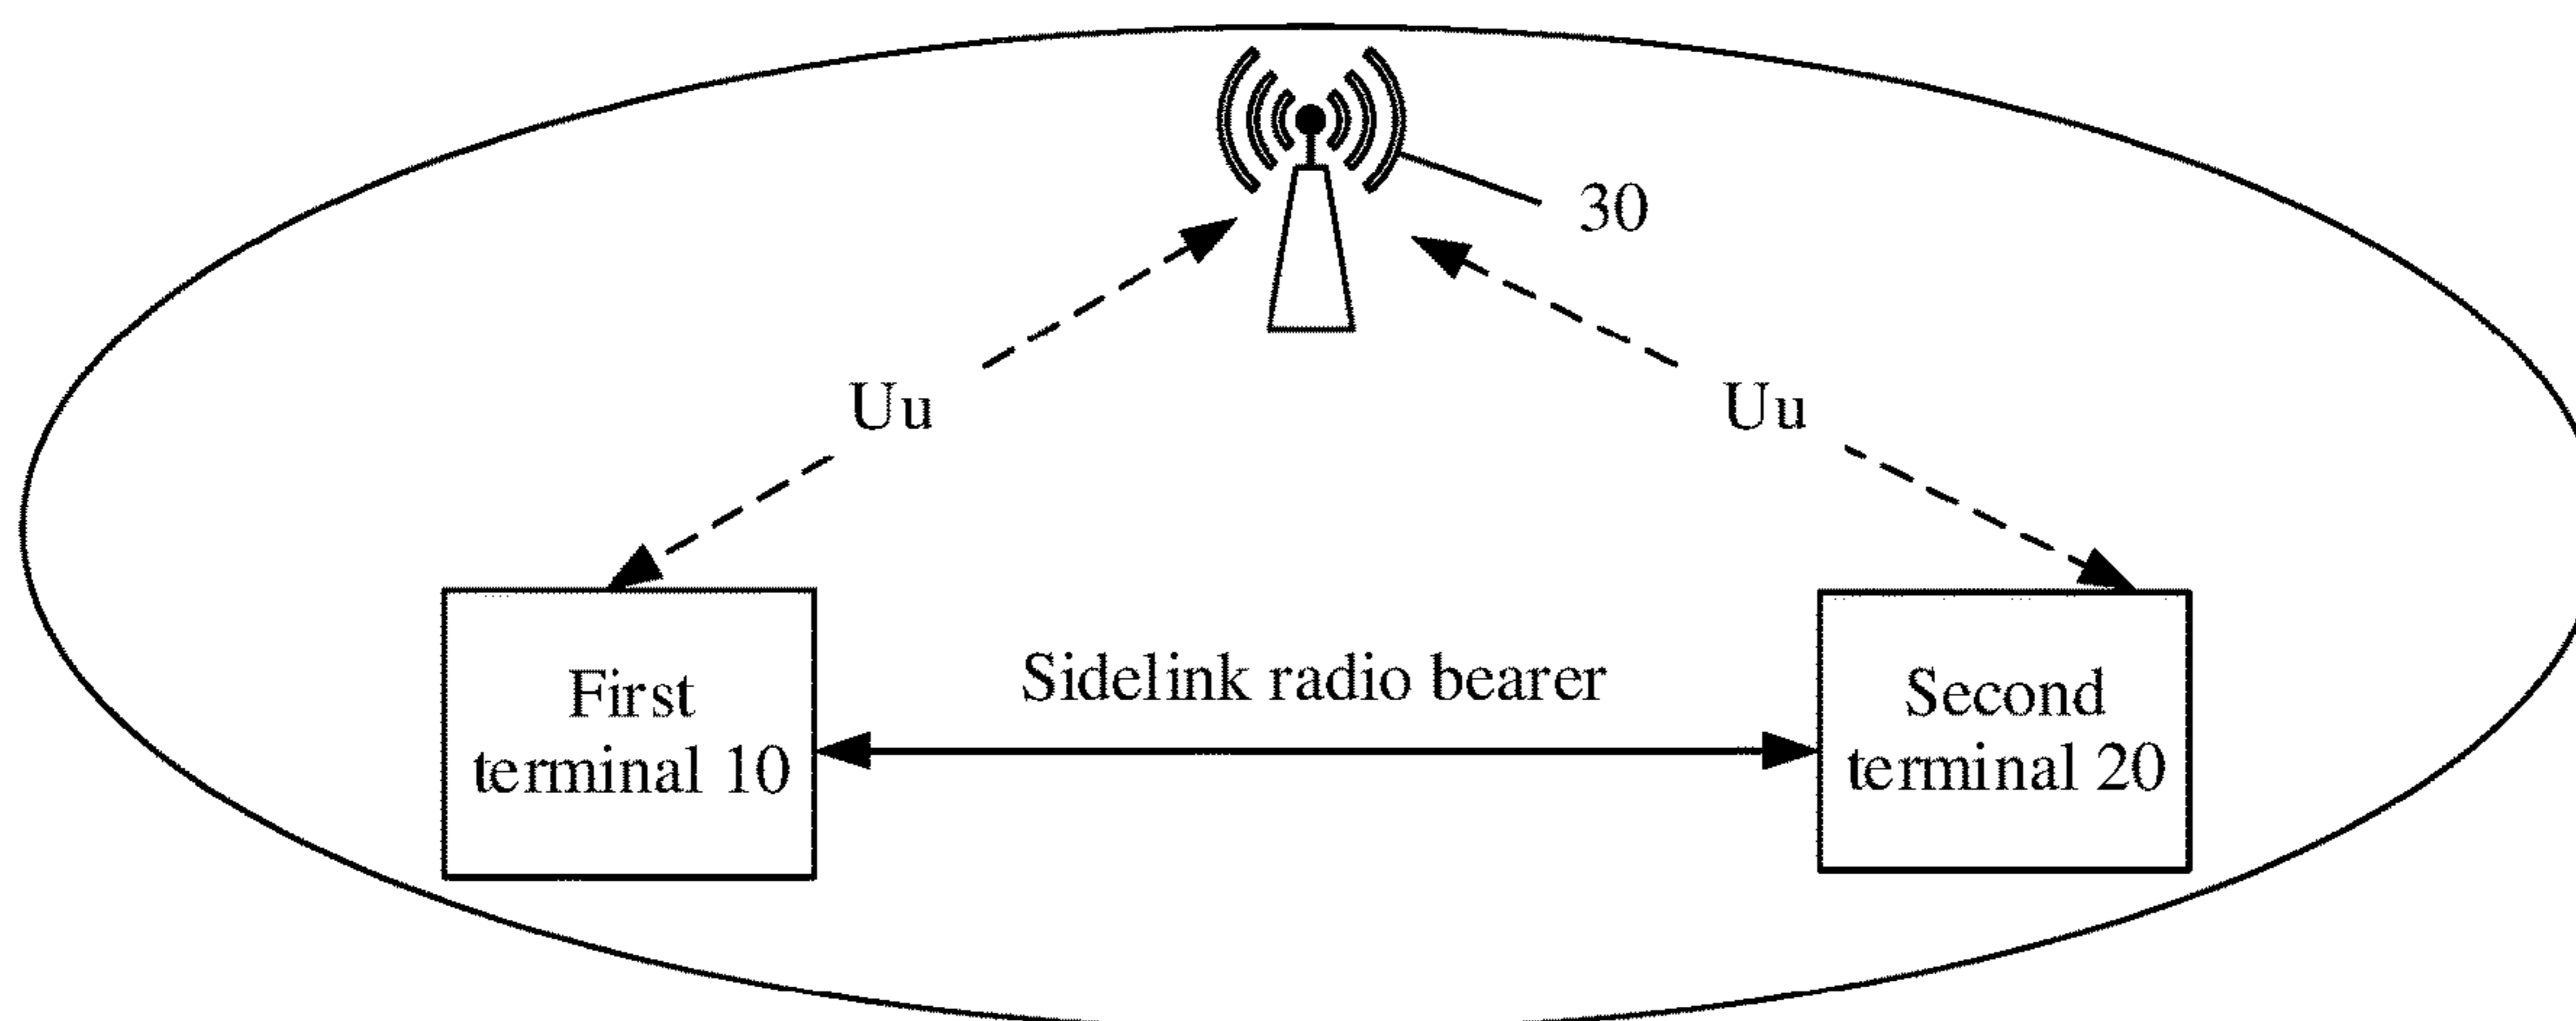 30
Uu
Uu
Sidelink radio bearer
First
terminal 10
Second
terminal 20